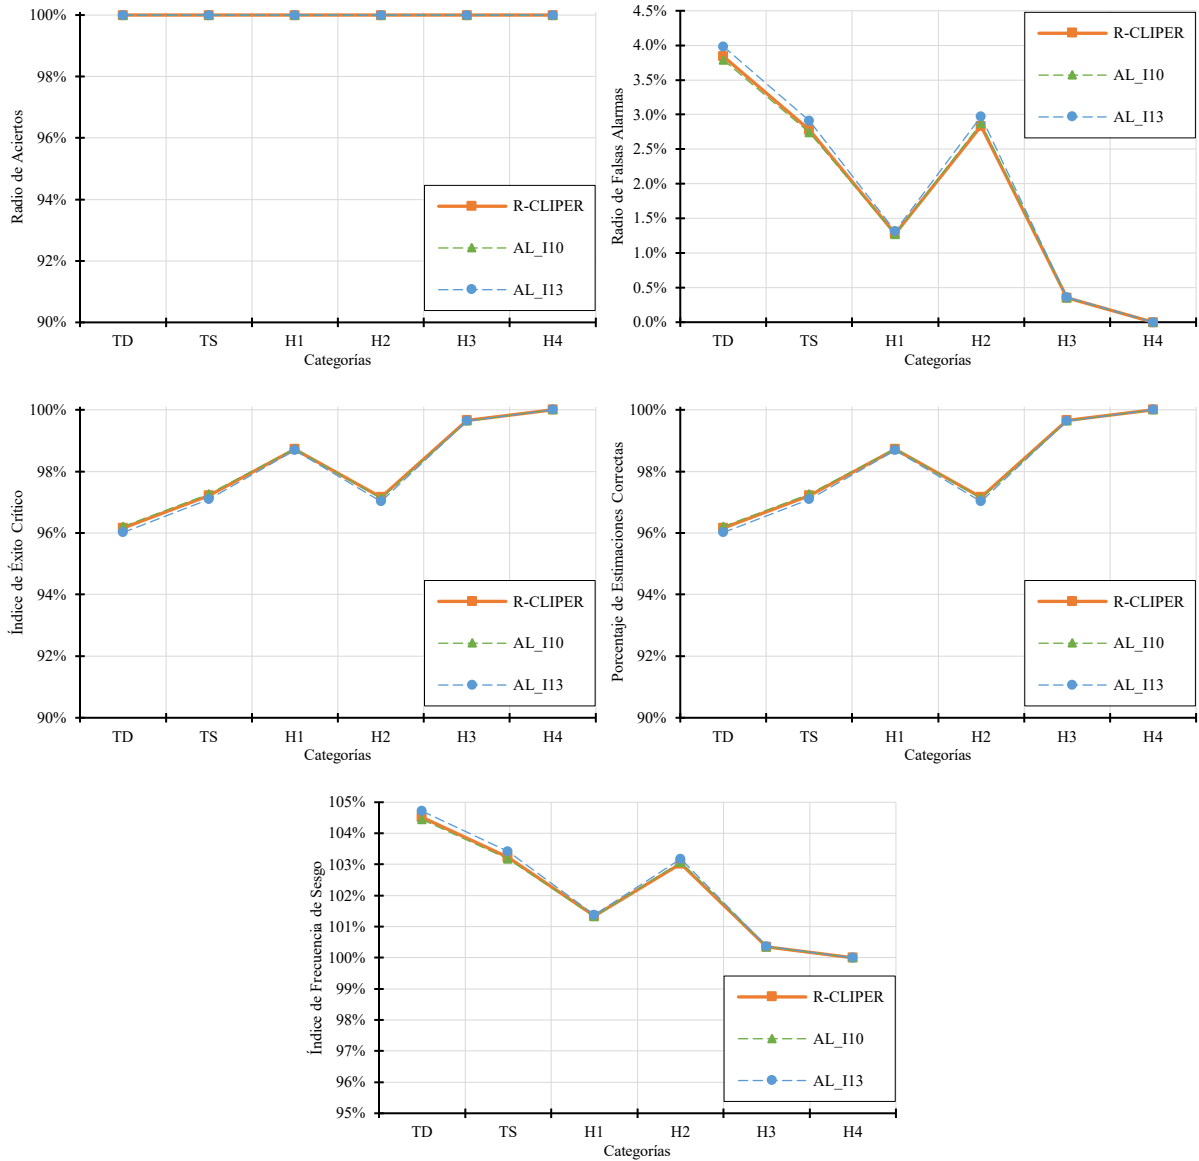 Radio de Aciertos
100%
98%
96%
94%
92%
90%
R-CLIPER
AL_I10
AL_I13
TD TS H1 H2 H3 H4
Categorías
Radio de Falsas Alarmas
4.5%
4.0%
3.5%
3.0%
2.5%
2.0%
1.5%
1.0%
0.5%
0.0%
R-CLIPER
AL_I10
AL_I13
TD TS H1 H2 H3 H4
Categorías
Índice de Éxito Crítico
100%
98%
96%
94%
92%
90%
R-CLIPER
AL_I10
AL_I13
TD TS H1 H2 H3 H4
Categorías
Porcentaje de Estimaciones Correctas
100%
98%
96%
94%
92%
90%
R-CLIPER
AL_I10
AL_I13
TD TS H1 H2 H3 H4
Categorías
Índice de Frecuencia de Sesgo
105%
104%
103%
102%
101%
100%
99%
98%
97%
96%
95%
R-CLIPER
AL_I10
AL_I13
TD TS H1 H2 H3 H4
Categorías